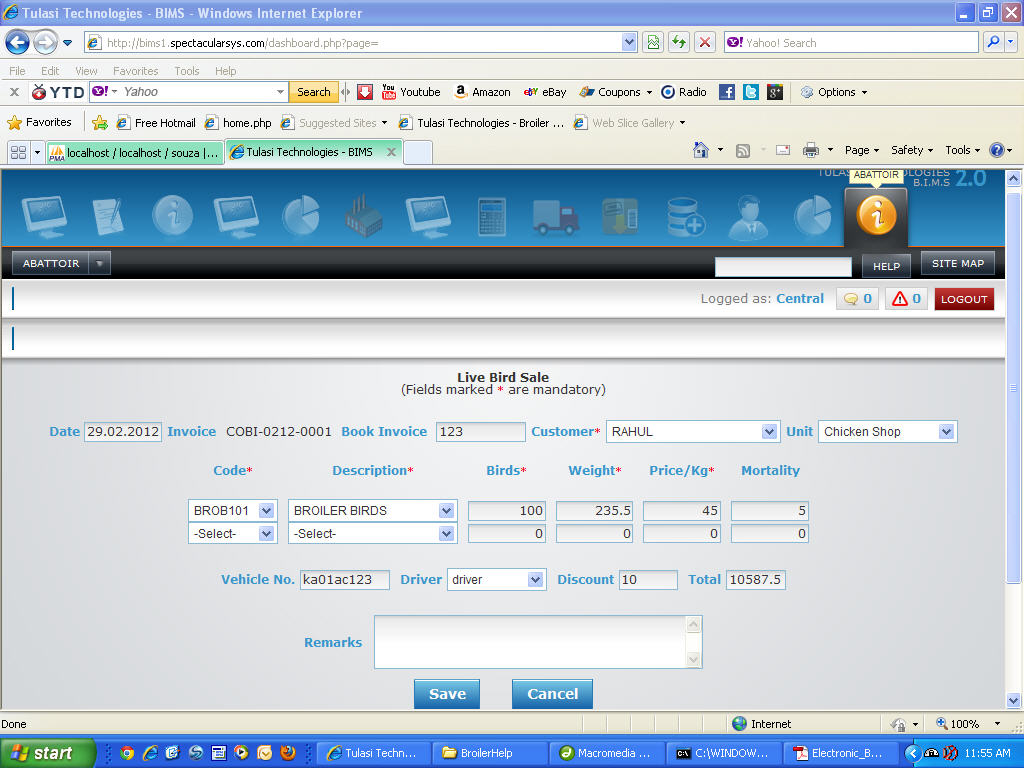 Tulasi Technologies - BIMS - Windows Internet Explorer
http://bims1.spectacularsys.com/dashboard.php?page=
Yahoo! Search
File Edit View Favorites Tools Help
YTD Yahoo Search Youtube Amazon eBay Coupons Radio Options
Favorites Free Hotmail home.php Suggested Sites Tulasi Technologies - Broiler ... Web Slice Gallery
localhost / localhost / souza |... Tulasi Technologies - BIMS Page Safety Tools
ABATTOIR
B.I.M.S 2.0
ABATTOIR HELP SITE MAP
Logged as: Central 0 0 LOGOUT
Live Bird Sale
(Fields marked * are mandatory)
Date 29.02.2012 Invoice COBI-0212-0001 Book Invoice 123 Customer* RAHUL Unit Chicken Shop
Code* Description* Birds* Weight* Price/Kg* Mortality
BROB101 BROILER BIRDS 100 235.5 45 5
-Select- -Select- 0 0 0 0
Vehicle No. ka01ac123 Driver driver Discount 10 Total 10587.5
Remarks
Save Cancel
Done Internet 100%
start Tulasi Techn... BroilerHelp Macromedia ... C:\WINDOW... Electronic_B... 11:55 AM